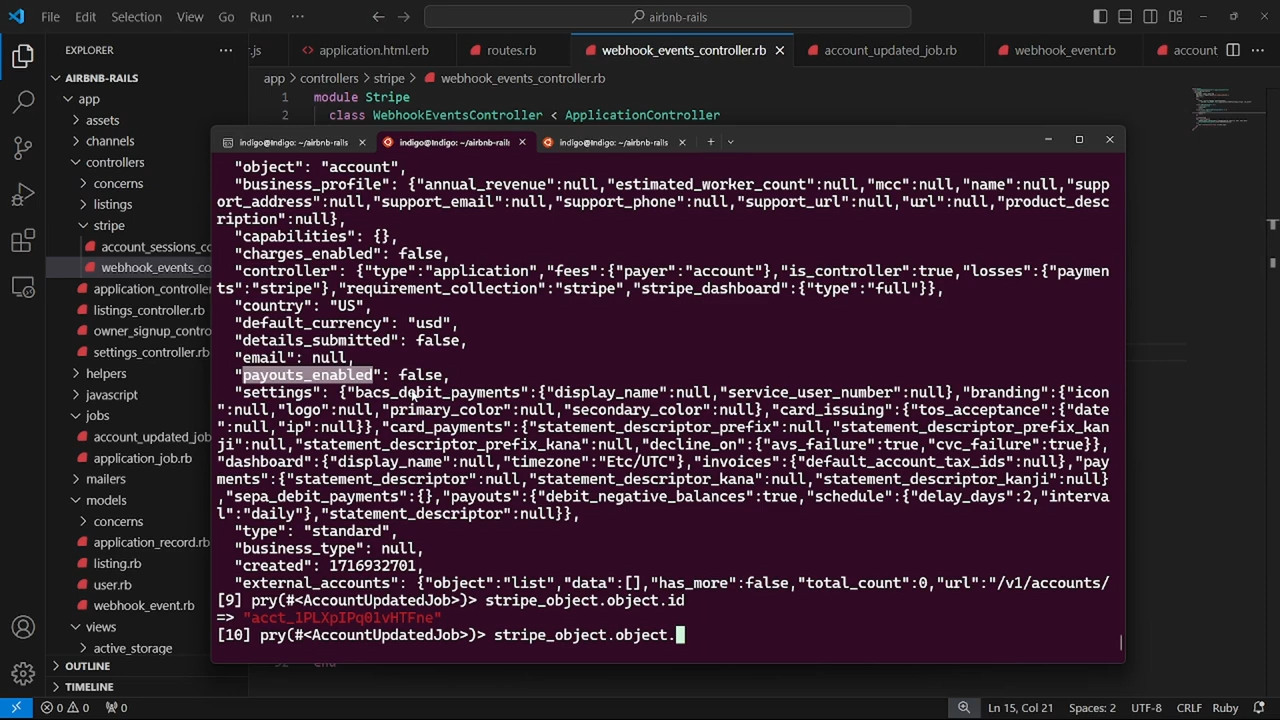 File Edit Selection View Go Run ··· airbnb-rails
EXPLORER ··· .js application.html.erb routes.rb webhook_events_controller.rb account_updated_job.rb webhook_event.rb account ···
AIRBNB-RAILS
app > controllers > stripe > webhook_events_controller.rb
app
assets
channels
controllers
concerns
listings
stripe
account_sessions_co
webhook_events_co
application_controller
listings_controller.rb
owner_signup_contro
settings_controller.rb
helpers
javascript
jobs
account_updated_job
application_job.rb
mailers
models
concerns
application_record.rb
listing.rb
user.rb
webhook_event.rb
views
active_storage
OUTLINE
TIMELINE
1 module Stripe
2 class WebhookEventsController < ApplicationController
indigo@Indigo: ~/airbnb-rails indigo@Indigo: ~/airbnb-rails indigo@Indigo: ~/airbnb-rails
"object": "account",
"business_profile": {"annual_revenue":null,"estimated_worker_count":null,"mcc":null,"name":null,"supp
ort_address":null,"support_email":null,"support_phone":null,"support_url":null,"url":null,"product_desc
ription":null},
"capabilities": {},
"charges_enabled": false,
"controller": {"type":"application","fees":{"payer":"account"},"is_controller":true,"losses":{"paymen
ts":"stripe"},"requirement_collection":"stripe","stripe_dashboard":{"type":"full"}},
"country": "US",
"default_currency": "usd",
"details_submitted": false,
"email": null,
"payouts_enabled": false,
"settings": {"bacs_debit_payments":{"display_name":null,"service_user_number":null},"branding":{"icon
":null,"logo":null,"primary_color":null,"secondary_color":null},"card_issuing":{"tos_acceptance":{"date
":null,"ip":null}},"card_payments":{"statement_descriptor_prefix":null,"statement_descriptor_prefix_kan
ji":null,"statement_descriptor_prefix_kana":null,"decline_on":{"avs_failure":true,"cvc_failure":true}},
"dashboard":{"display_name":null,"timezone":"Etc/UTC"},"invoices":{"default_account_tax_ids":null},"pay
ments":{"statement_descriptor":null,"statement_descriptor_kana":null,"statement_descriptor_kanji":null}
,"sepa_debit_payments":{},"payouts":{"debit_negative_balances":true,"schedule":{"delay_days":2,"interva
l":"daily"},"statement_descriptor":null}},
"type": "standard",
"business_type": null,
"created": 1716932701,
"external_accounts": {"object":"list","data":[],"has_more":false,"total_count":0,"url":"/v1/accounts/
[9] pry(#<AccountUpdatedJob>)> stripe_object.object.id
=> "acct_1PLXpIPq01vHTFne"
[10] pry(#<AccountUpdatedJob>)> stripe_object.object.
end
0 0 0 Ln 15, Col 21 Spaces: 2 UTF-8 CRLF Ruby